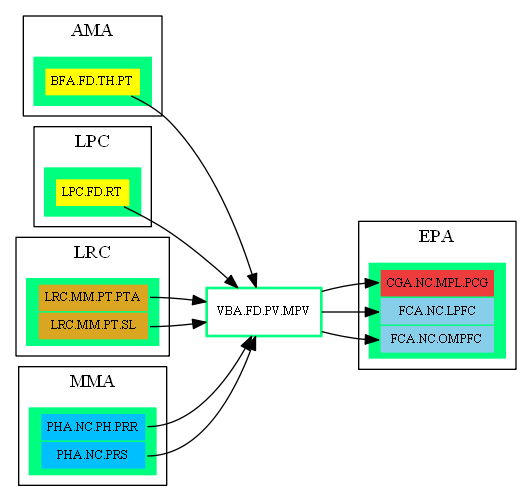 AMA
BFA.FD.TH.PT
LPC
LPC.FD.RT
LRC
LRC.MM.PT.PTA
LRC.MM.PT.SL
MMA
PHA.NC.PH.PRR
PHA.NC.PRS
VBA.FD.PV.MPV
EPA
CGA.NC.MPL.PCG
FCA.NC.LPFC
FCA.NC.OMPFC